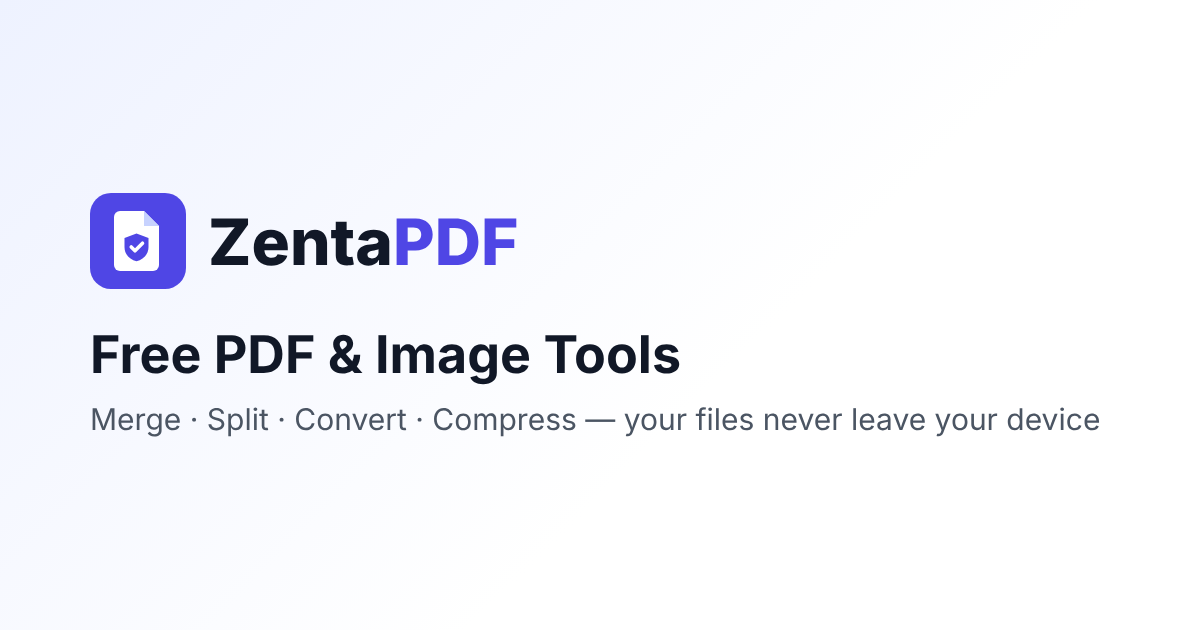 ZentaPDF
Free PDF & Image Tools
Merge · Split · Convert · Compress — your files never leave your device